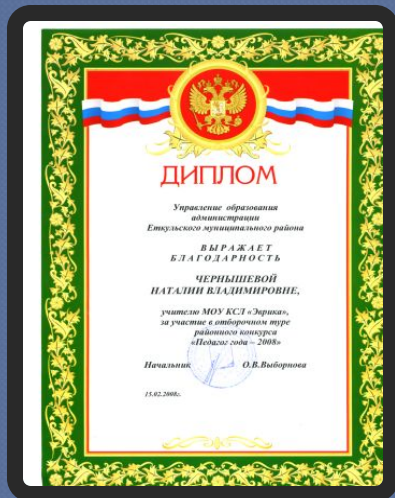 ДИПЛОМ
Управление образования
администрации
Еткульского муниципального района
ВЫРАЖАЕТ
БЛАГОДАРНОСТЬ
ЧЕРНЫШЕВОЙ
НАТАЛИИ ВЛАДИМИРОВНЕ,
учителю МОУ КСЛ «Эврика»,
за участие в отборочном туре
районного конкурса
«Педагог года – 2008»
Начальник О.В.Выборнова
15.02.2008г.